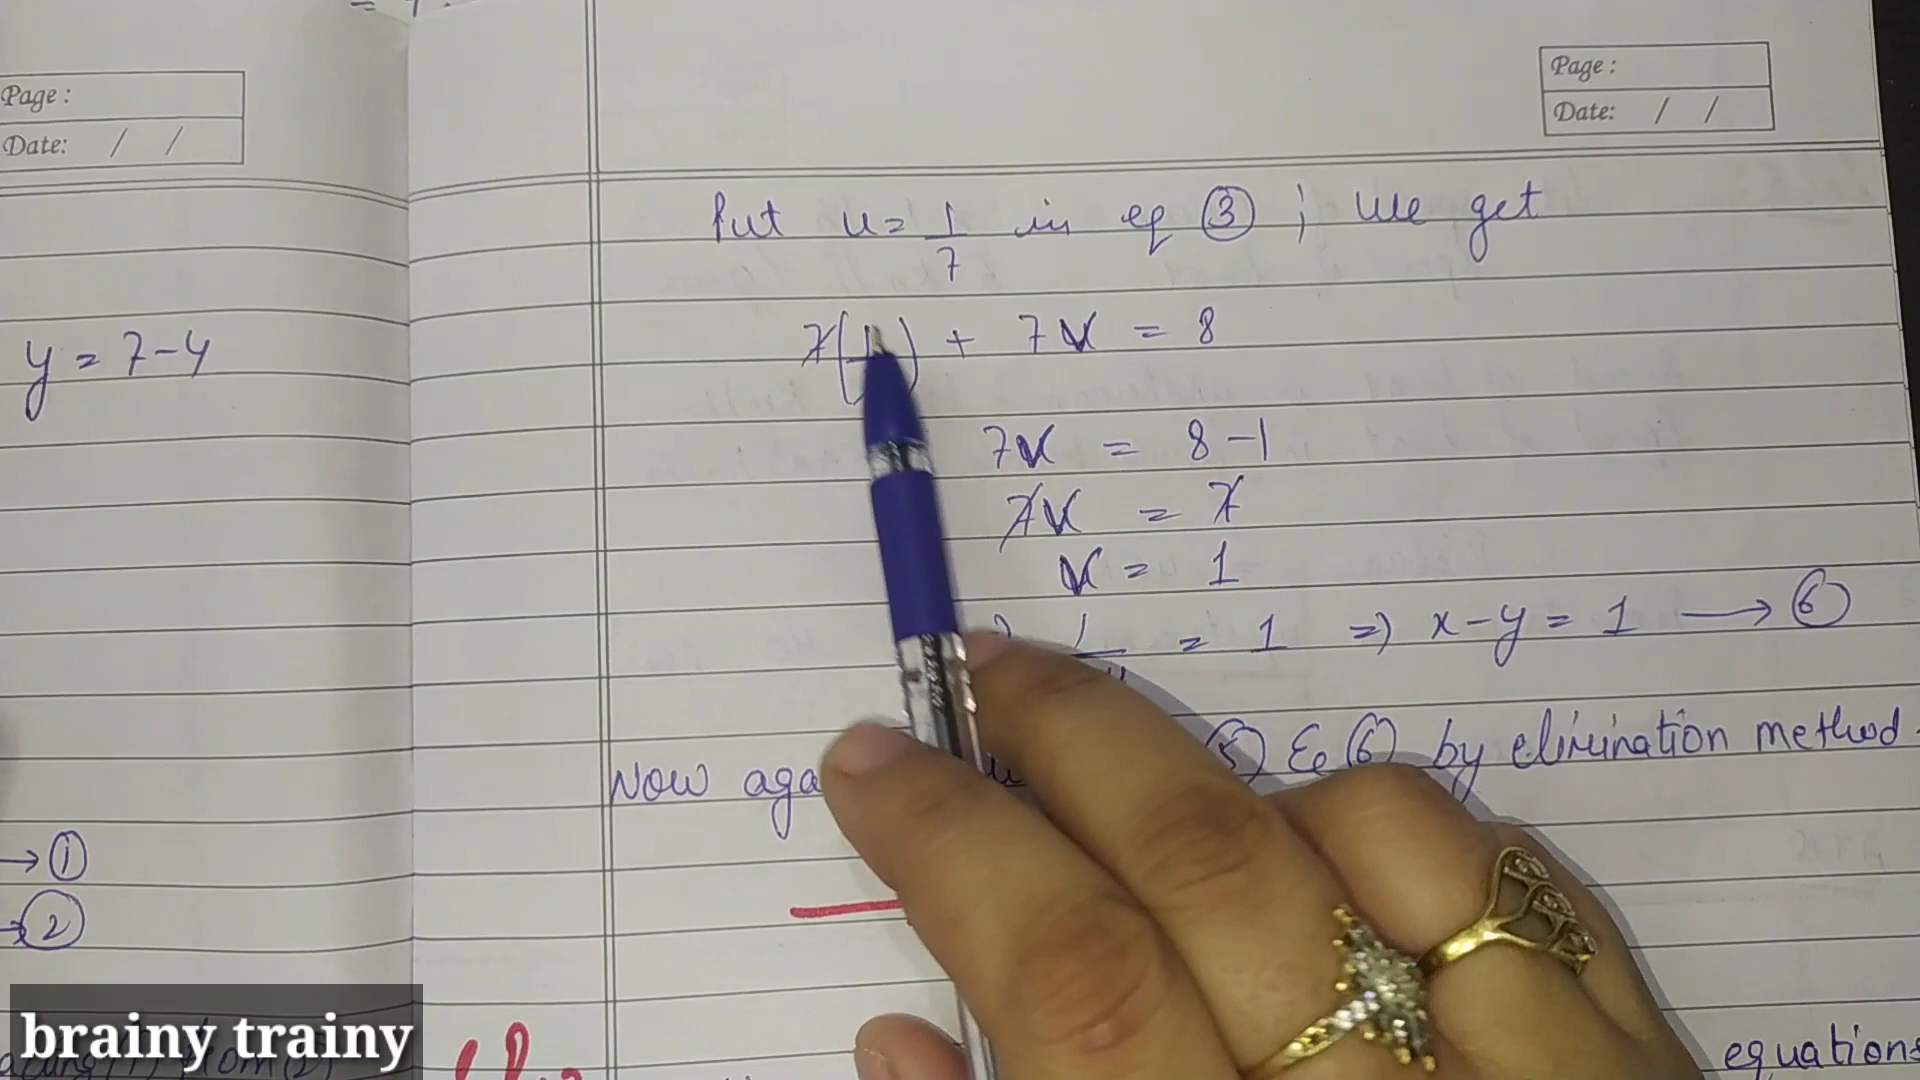 Page :
Date: / /
y = 7-4
→ ①
→ ②
Page :
Date: / /
Put u = 1/7 in eq ③ ; we get
7(1 ) + 7v = 8
7v = 8-1
7v = 7
v = 1
= 1 => x-y = 1 → ⑥
Now ⑤ & ⑥ by elimination method.
equations
brainy trainy